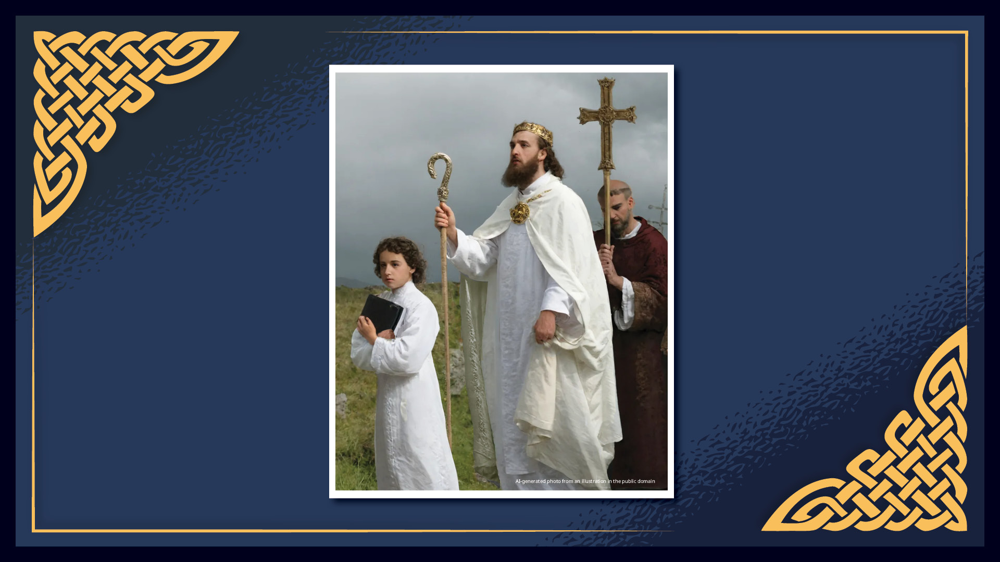 AI-generated photo from an illustration in the public domain